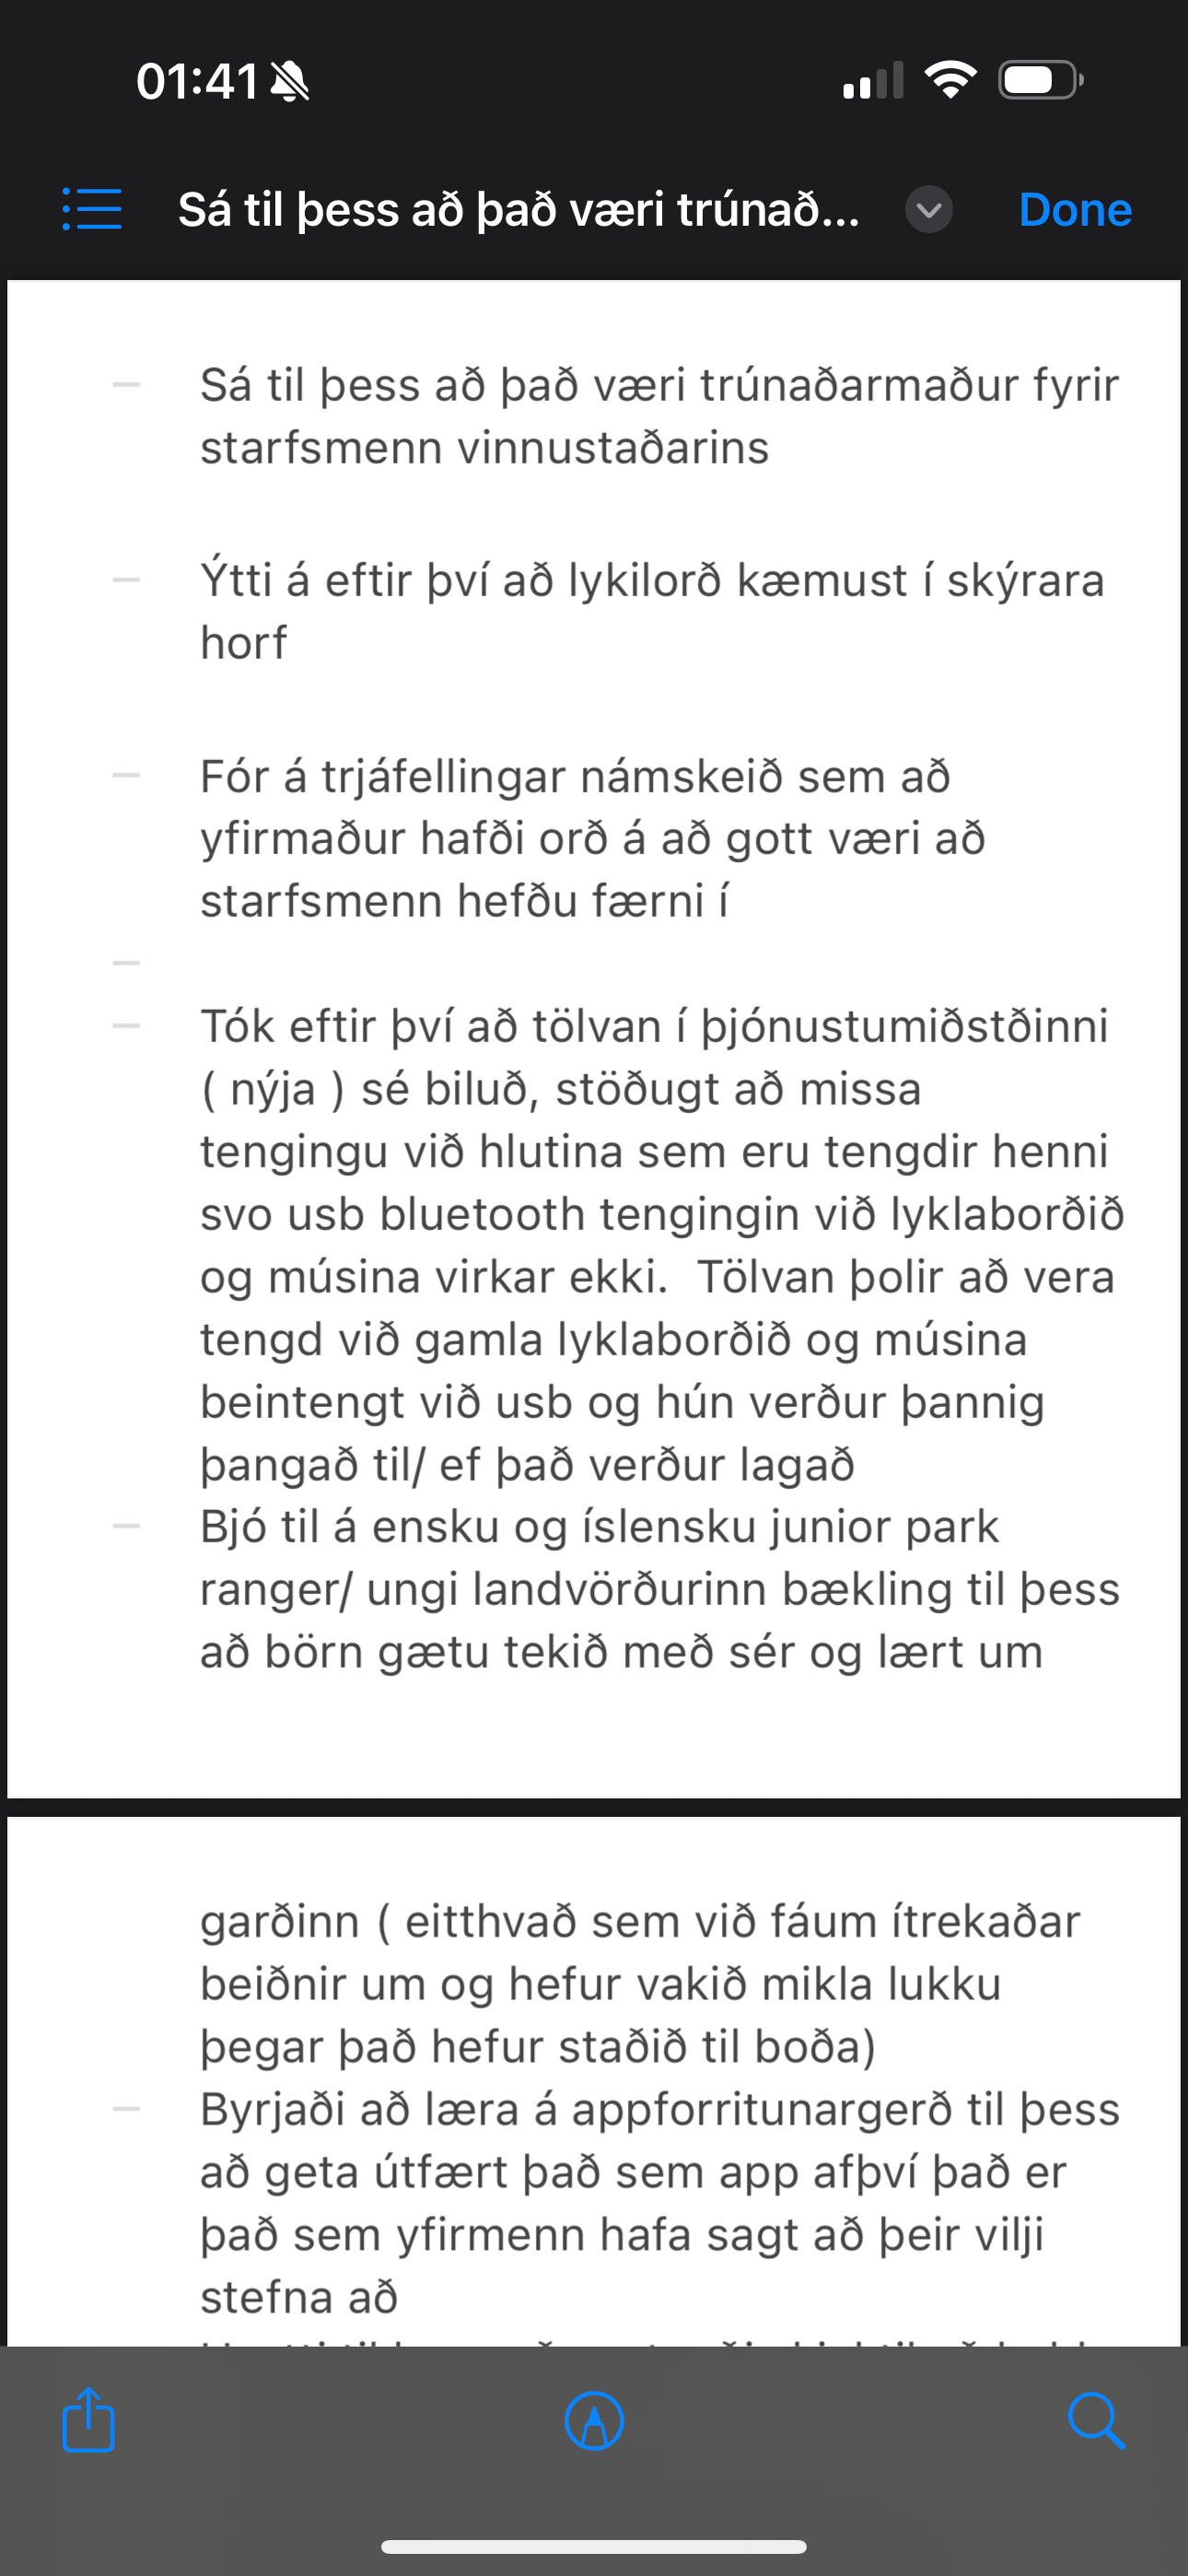 01:41
Sá til þess að það væri trúnað...
Done
– Sá til þess að það væri trúnaðarmaður fyrir
starfsmenn vinnustaðarins
– Ýtti á eftir því að lykilorð kæmust í skýrara
horf
– Fór á trjáfellingar námskeið sem að
yfirmaður hafði orð á að gott væri að
starfsmenn hefðu færni í
–
– Tók eftir því að tölvan í þjónustumiðstðinni
( nýja ) sé biluð, stöðugt að missa
tengingu við hlutina sem eru tengdir henni
svo usb bluetooth tengingin við lyklaborðið
og músina virkar ekki.  Tölvan þolir að vera
tengd við gamla lyklaborðið og músina
beintengt við usb og hún verður þannig
þangað til/ ef það verður lagað
– Bjó til á ensku og íslensku junior park
ranger/ ungi landvörðurinn bækling til þess
að börn gætu tekið með sér og lært um
garðinn ( eitthvað sem við fáum ítrekaðar
beiðnir um og hefur vakið mikla lukku
þegar það hefur staðið til boða)
– Byrjaði að læra á appforritunargerð til þess
að geta útfært það sem app afþví það er
það sem yfirmenn hafa sagt að þeir vilji
stefna að